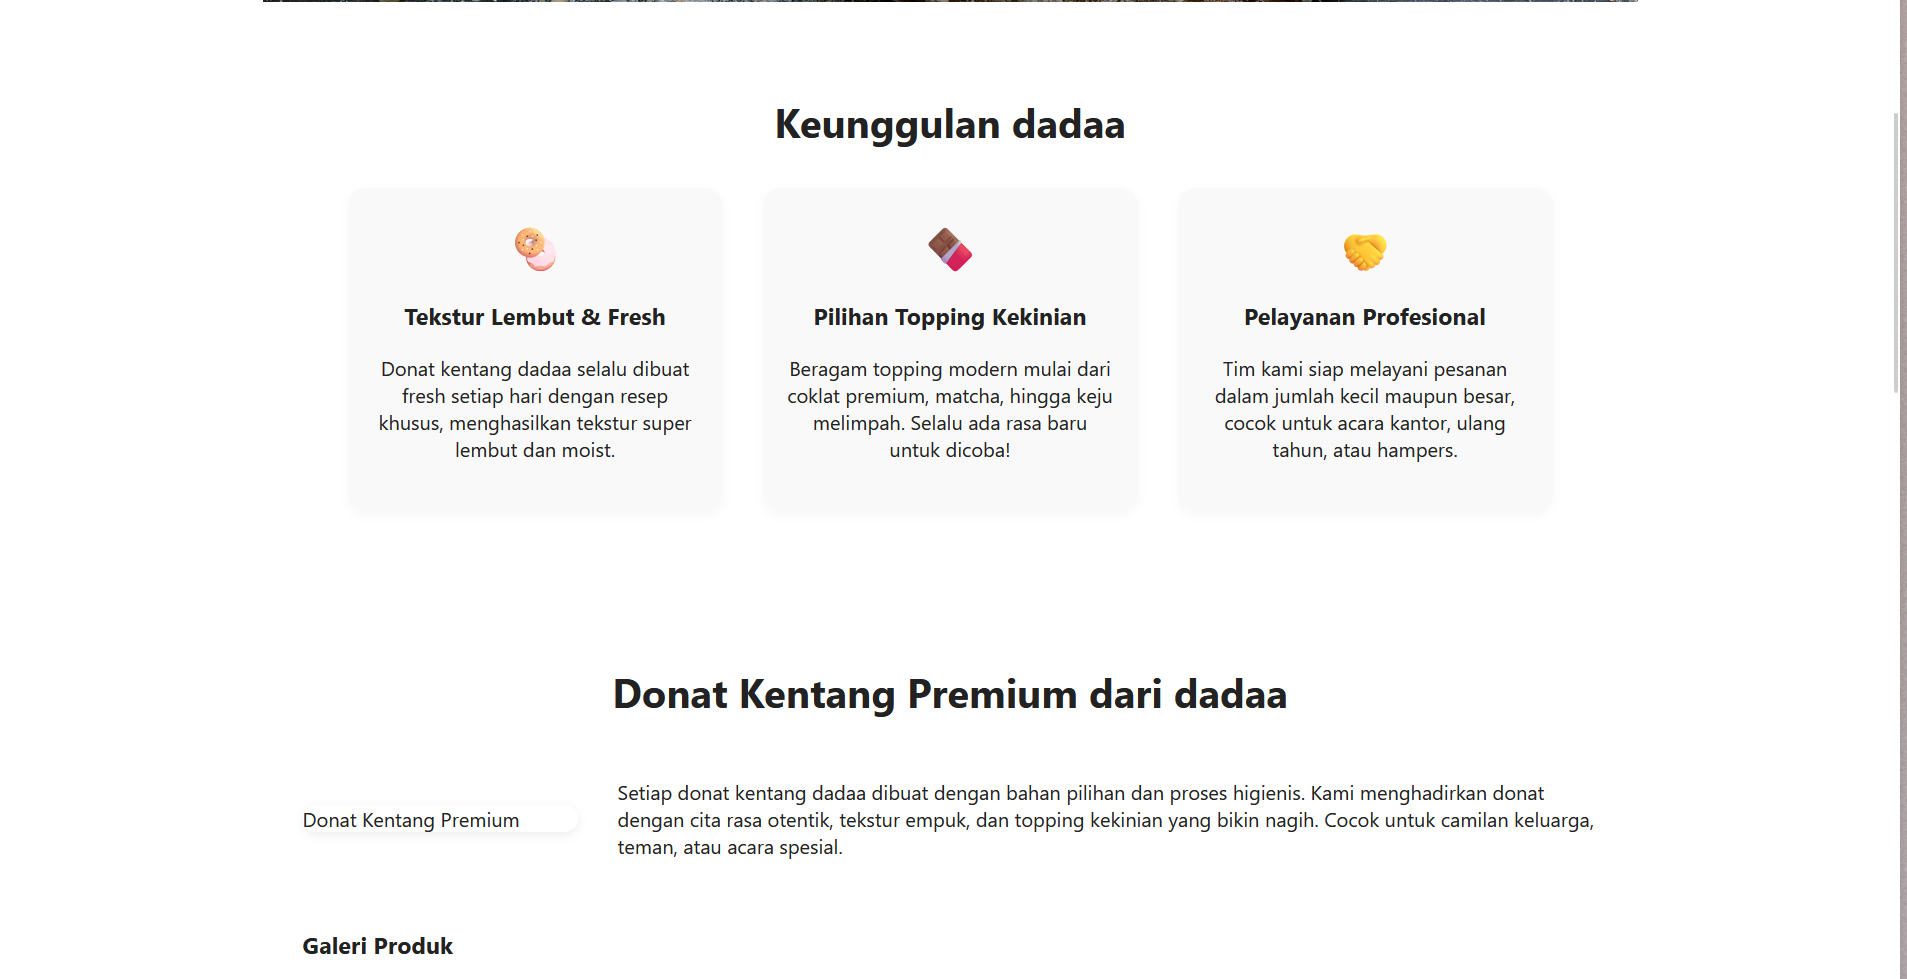 Keunggulan dadaa
Tekstur Lembut & Fresh
Donat kentang dadaa selalu dibuat
fresh setiap hari dengan resep
khusus, menghasilkan tekstur super
lembut dan moist.
Pilihan Topping Kekinian
Beragam topping modern mulai dari
coklat premium, matcha, hingga keju
melimpah. Selalu ada rasa baru
untuk dicoba!
Pelayanan Profesional
Tim kami siap melayani pesanan
dalam jumlah kecil maupun besar,
cocok untuk acara kantor, ulang
tahun, atau hampers.
Donat Kentang Premium dari dadaa
Donat Kentang Premium
Setiap donat kentang dadaa dibuat dengan bahan pilihan dan proses higienis. Kami menghadirkan donat
dengan cita rasa otentik, tekstur empuk, dan topping kekinian yang bikin nagih. Cocok untuk camilan keluarga,
teman, atau acara spesial.
Galeri Produk